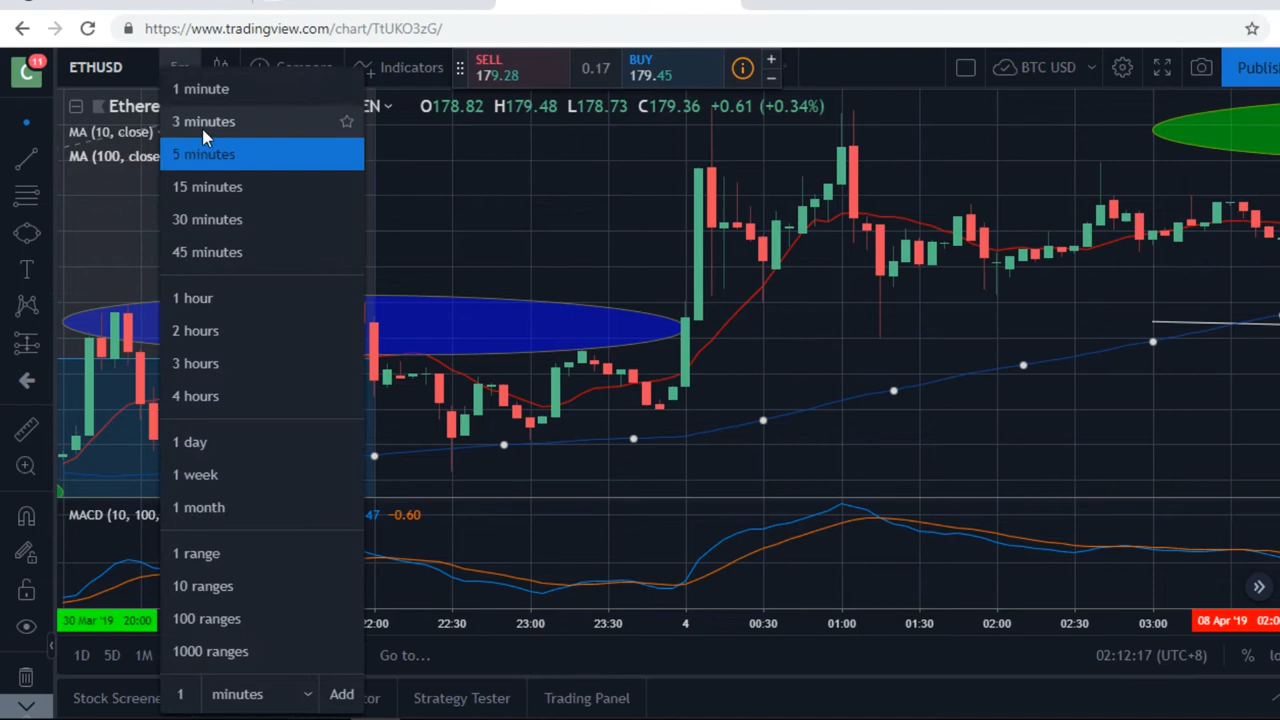 https://www.tradingview.com/chart/TtUKO3zG/
C
11
ETHUSD
Compare
Indicators
SELL
179.28
0.17
BUY
179.45
+
−
BTC USD
Publis
Ethere
EN
O178.82 H179.48 L178.73 C179.36 +0.61 (+0.34%)
MA (10, close)
MA (100, close
T
1 minute
3 minutes
5 minutes
15 minutes
30 minutes
45 minutes
1 hour
2 hours
3 hours
4 hours
1 day
1 week
1 month
1 range
10 ranges
100 ranges
1000 ranges
1 minutes Add
MACD (10, 100,
47 -0.60
30 Mar '19 20:00
22:00 22:30 23:00 23:30 4 00:30 01:00 01:30 02:00 02:30 03:00
08 Apr '19 02:0
1D 5D 1M
Go to...
02:12:17 (UTC+8)
%
lo
Stock Screene
tor
Strategy Tester
Trading Panel